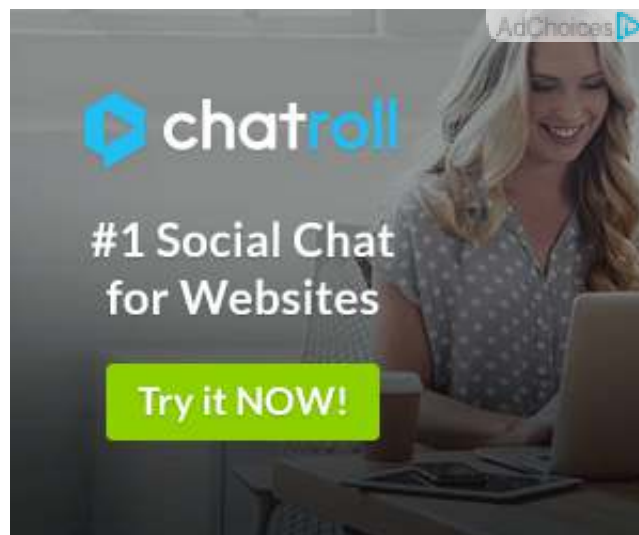 AdChoices
chatroll
#1 Social Chat
for Websites
Try it NOW!